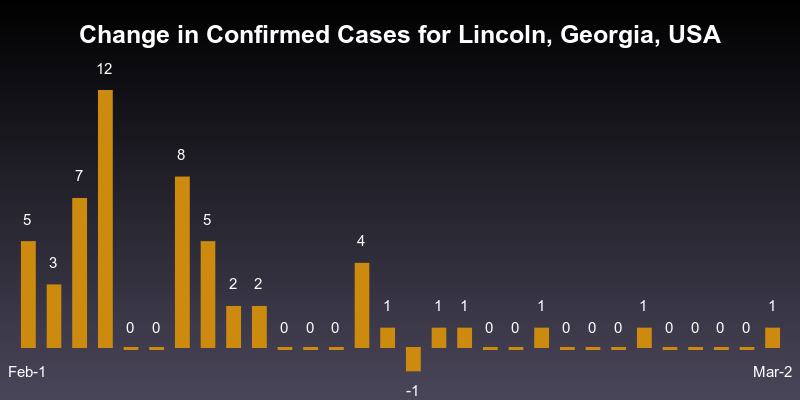 Change in Confirmed Cases for Lincoln, Georgia, USA
5 3 7 12 0 0 8 5 2 2 0 0 0 4 1 -1 1 1 0 0 1 0 0 0 1 0 0 0 0 1
Feb-1 Mar-2